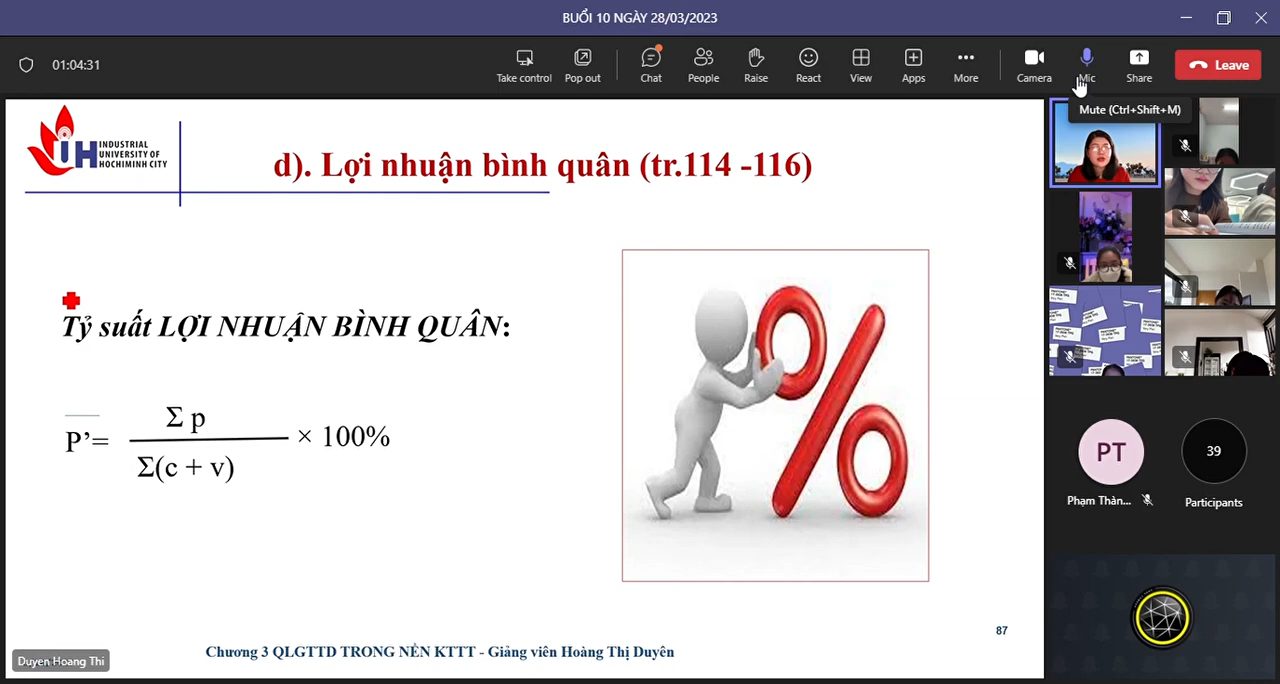 BUỔI 10 NGÀY 28/03/2023
01:04:31
Take control
Pop out
Chat
People
Raise
React
View
Apps
More
Camera
Mic
Share
Leave
Mute (Ctrl+Shift+M)
INDUSTRIAL
UNIVERSITY OF
HOCHIMINH CITY
IUH
d). Lợi nhuận bình quân (tr.114 -116)
Tỷ suất LỢI NHUẬN BÌNH QUÂN:
Σ p
P’=
× 100%
Σ(c + v)
%
PT
39
Phạm Thàn...
Participants
87
Chương 3 QLGTTD TRONG NỀN KTTT - Giảng viên Hoàng Thị Duyên
Duyen Hoang Thi